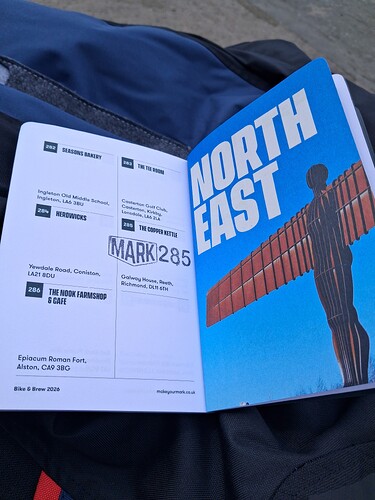 282
SEASONS BAKERY
Ingleton Old Middle School,
Ingleton, LA6 3BU
283
THE TEE ROOM
Casterton Golf Club,
Casterton, Kirkby,
Lonsdale, LA6 2LA
284
HERDWICKS
Yewdale Road, Coniston,
LA21 8DU
285
THE COPPER KETTLE
MARK 285
Galway House, Reeth,
Richmond, DL11 6TH
286
THE NOOK FARMSHOP
& CAFE
Epiacum Roman Fort,
Alston, CA9 3BG
Bike & Brew 2026
makeyourmark.co.uk
NORTH
EAST